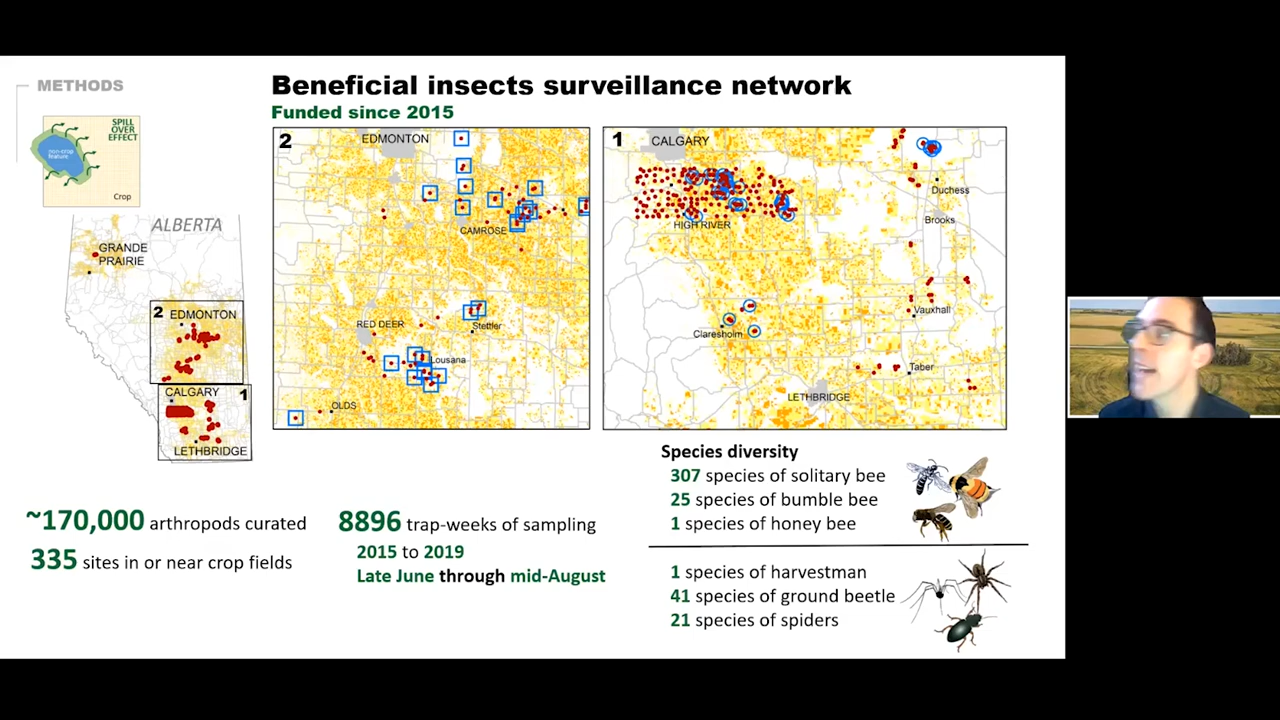 METHODS
SPILL
OVER
EFFECT
non-crop
feature
Crop
Beneficial insects surveillance network
Funded since 2015
ALBERTA
GRANDE
PRAIRIE
2
EDMONTON
CALGARY
1
LETHBRIDGE
2
EDMONTON
CAMROSE
RED DEER
Stettler
Lousana
OLDS
1
CALGARY
Duchess
Brooks
HIGH RIVER
Vauxhall
Claresholm
Taber
LETHBRIDGE
~170,000 arthropods curated
335 sites in or near crop fields
8896 trap-weeks of sampling
2015 to 2019
Late June through mid-August
Species diversity
307 species of solitary bee
25 species of bumble bee
1 species of honey bee
1 species of harvestman
41 species of ground beetle
21 species of spiders